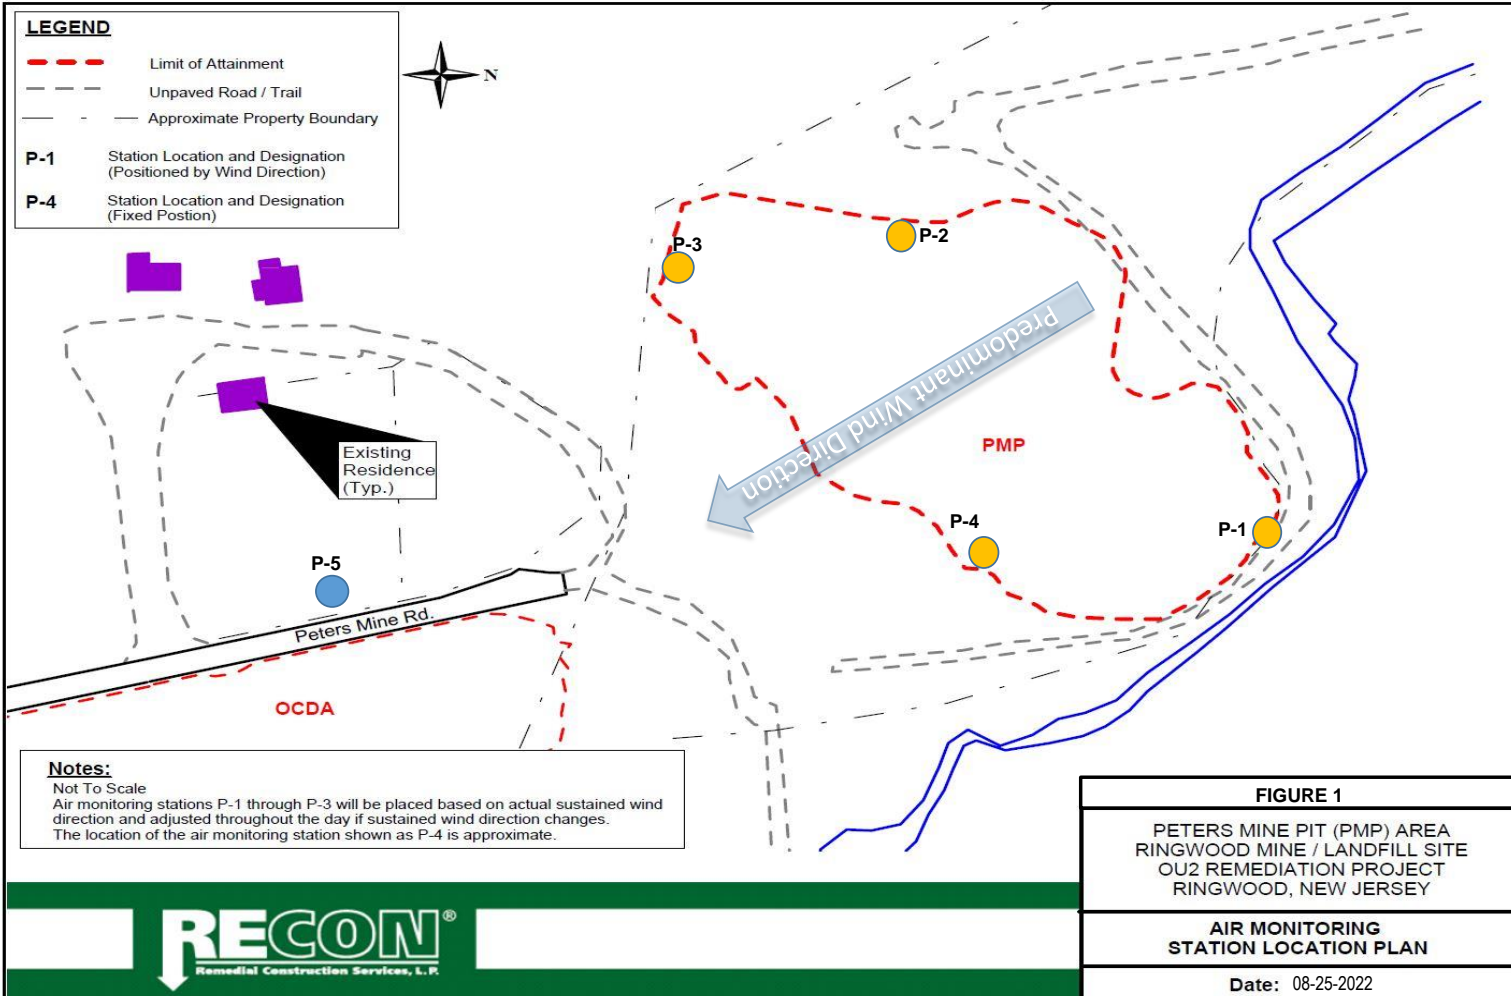 LEGEND
Limit of Attainment
Unpaved Road / Trail
Approximate Property Boundary
P-1 Station Location and Designation
(Positioned by Wind Direction)
P-4 Station Location and Designation
(Fixed Postion)
N
P-3
P-2
Predominant Wind Direction
PMP
Existing
Residence
(Typ.)
P-4
P-1
P-5
Peters Mine Rd.
OCDA
Notes:
Not To Scale
Air monitoring stations P-1 through P-3 will be placed based on actual sustained wind
direction and adjusted throughout the day if sustained wind direction changes.
The location of the air monitoring station shown as P-4 is approximate.
FIGURE 1
PETERS MINE PIT (PMP) AREA
RINGWOOD MINE / LANDFILL SITE
OU2 REMEDIATION PROJECT
RINGWOOD, NEW JERSEY
AIR MONITORING
STATION LOCATION PLAN
Date: 08-25-2022
RECON®
Remedial Construction Services, L.P.